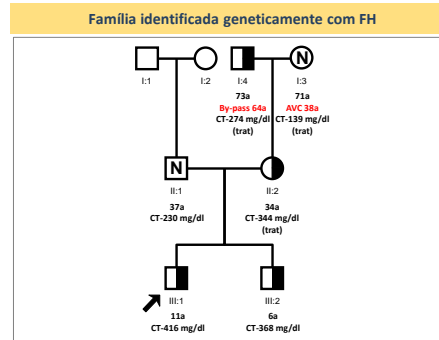 Família identificada geneticamente com FH
N
I:1
I:2
I:4
I:3
73a
71a
By-pass 64a
AVC 38a
CT-274 mg/dl
CT-139 mg/dl
(trat)
(trat)
N
II:1
II:2
37a
34a
CT-230 mg/dl
CT-344 mg/dl
(trat)
III:1
III:2
11a
6a
CT-416 mg/dl
CT-368 mg/dl